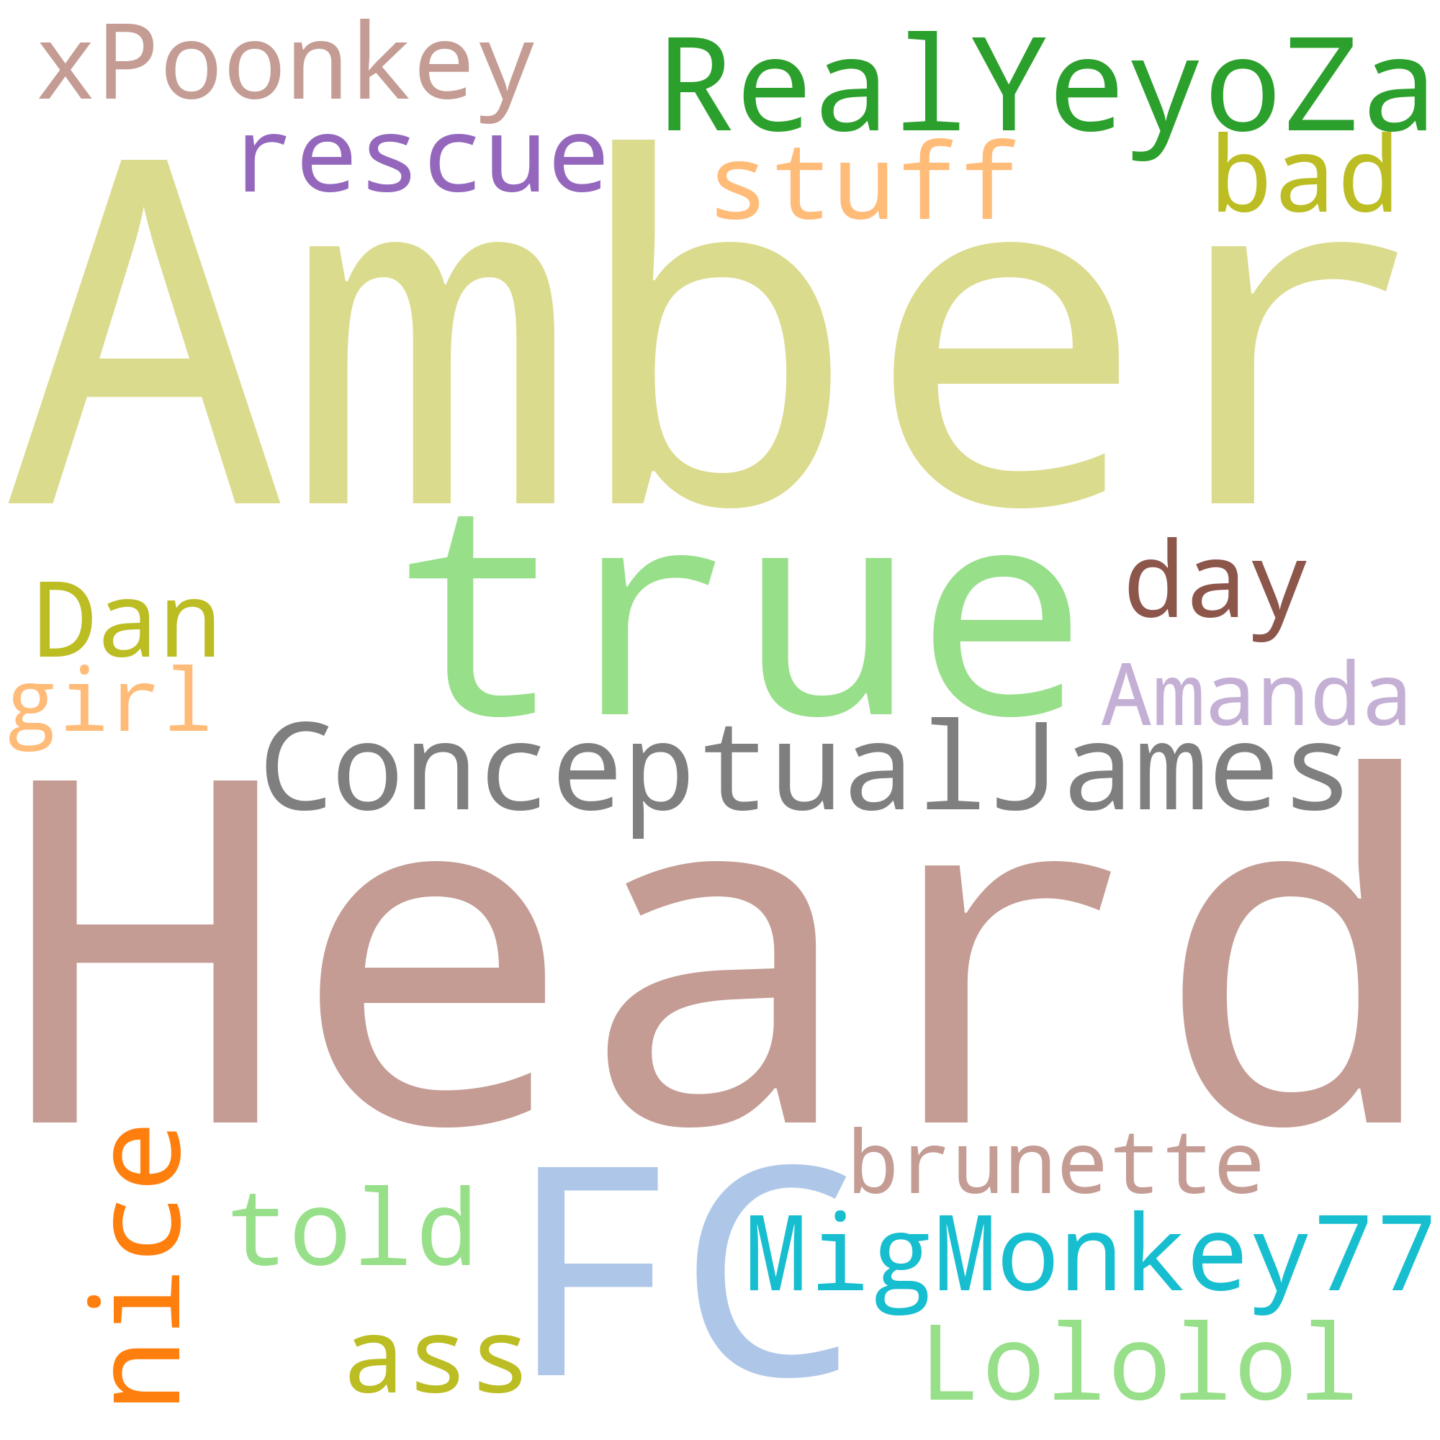 xPoonkey
RealYeyoZa
rescue
stuff
bad
Amber
true
day
Dan
girl
Amanda
ConceptualJames
Heard
nice
brunette
FC
told
MigMonkey77
ass
Lololol